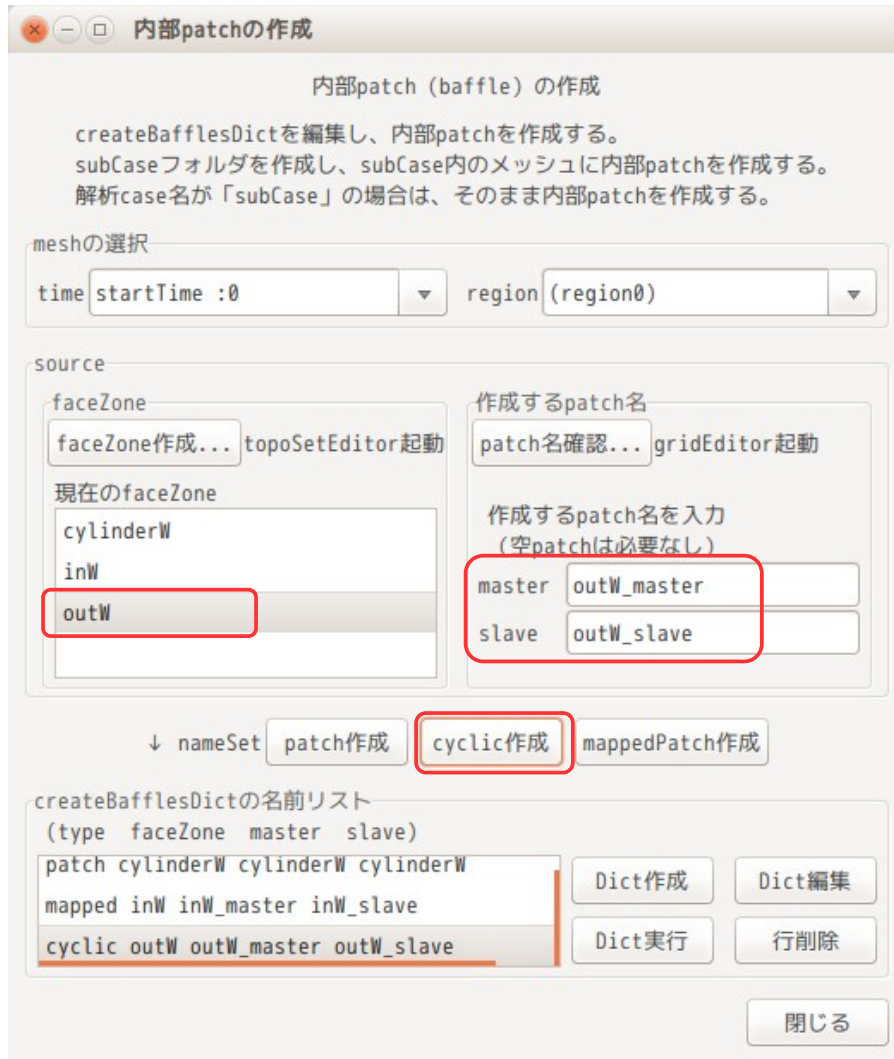 内部patchの作成
内部patch (baffle) の作成
createBafflesDictを編集し、内部patchを作成する。
subCaseフォルダを作成し、subCase内のメッシュに内部patchを作成する。
解析case名が「subCase」の場合は、そのまま内部patchを作成する。
meshの選択
time startTime :0 region (region0)
source
faceZone
faceZone作成... topoSetEditor起動
現在のfaceZone
cylinderW
inW
outW
作成するpatch名
patch名確認... gridEditor起動
作成するpatch名を入力
(空patchは必要なし)
master outW_master
slave outW_slave
↓ nameSet patch作成 cyclic作成 mappedPatch作成
createBafflesDictの名前リスト
(type faceZone master slave)
patch cylinderW cylinderW cylinderW
mapped inW inW_master inW_slave
cyclic outW outW_master outW_slave
Dict作成 Dict編集
Dict実行 行削除
閉じる